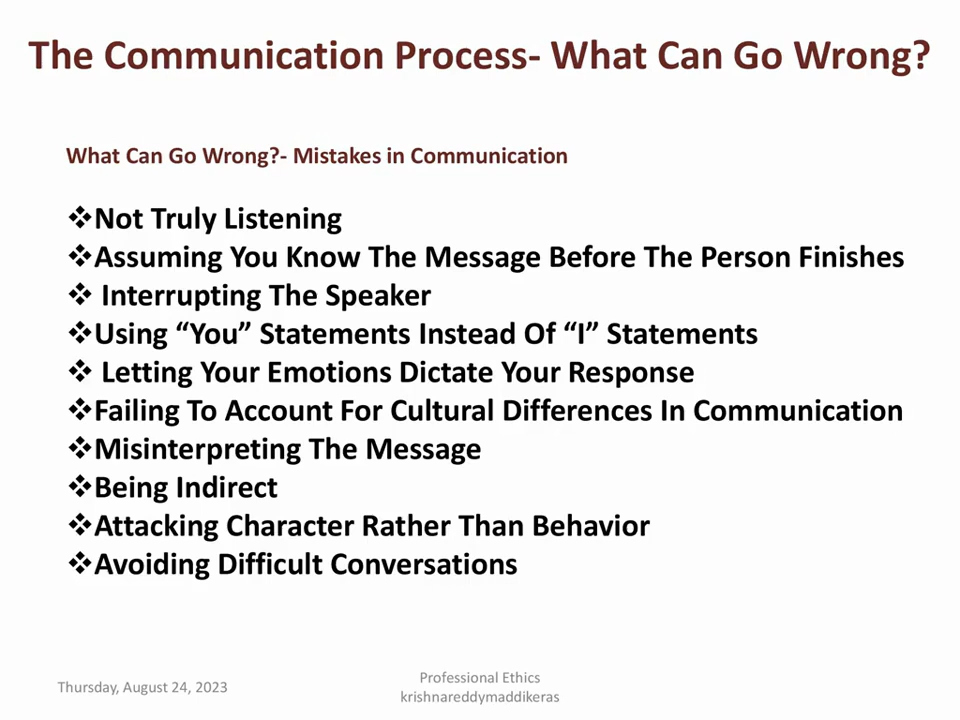 The Communication Process- What Can Go Wrong?
What Can Go Wrong?- Mistakes in Communication
❖Not Truly Listening
❖Assuming You Know The Message Before The Person Finishes
❖ Interrupting The Speaker
❖Using “You” Statements Instead Of “I” Statements
❖ Letting Your Emotions Dictate Your Response
❖Failing To Account For Cultural Differences In Communication
❖Misinterpreting The Message
❖Being Indirect
❖Attacking Character Rather Than Behavior
❖Avoiding Difficult Conversations
Thursday, August 24, 2023
Professional Ethics
krishnareddymaddikeras